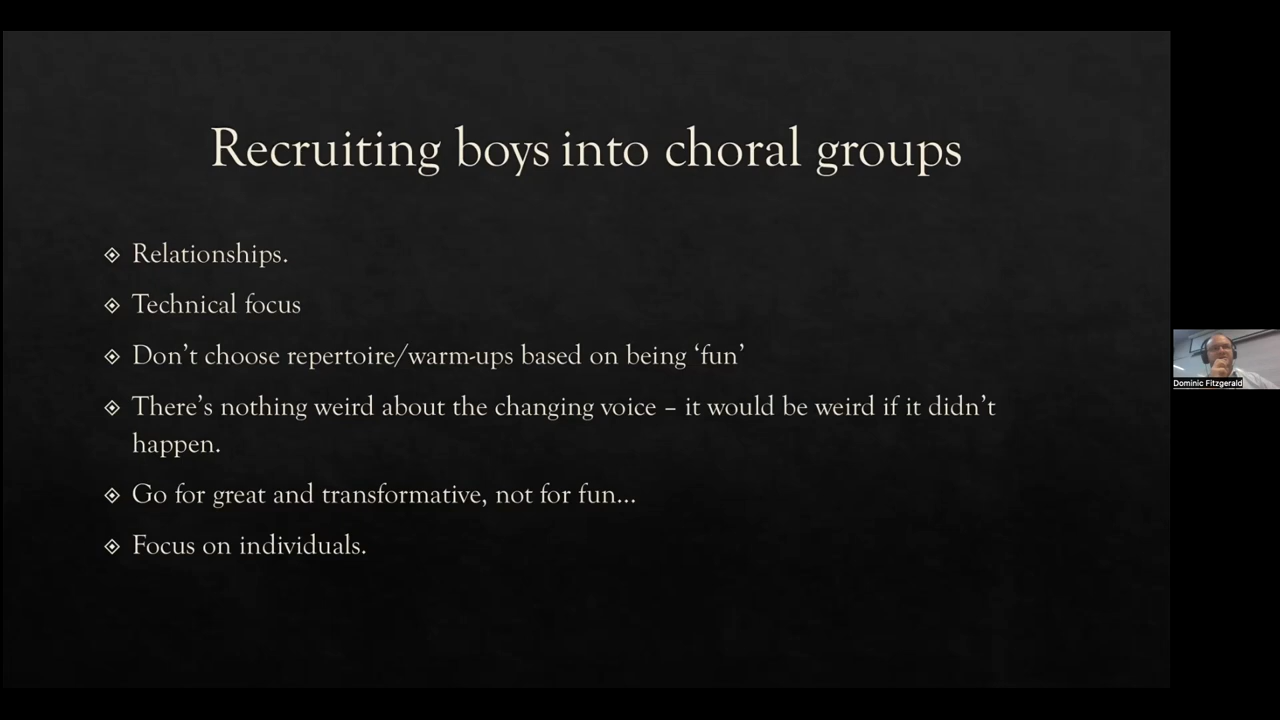 Recruiting boys into choral groups
Relationships.
Technical focus
Don’t choose repertoire/warm-ups based on being ‘fun’
There’s nothing weird about the changing voice – it would be weird if it didn’t
happen.
Go for great and transformative, not for fun...
Focus on individuals.
Dominic Fitzgerald